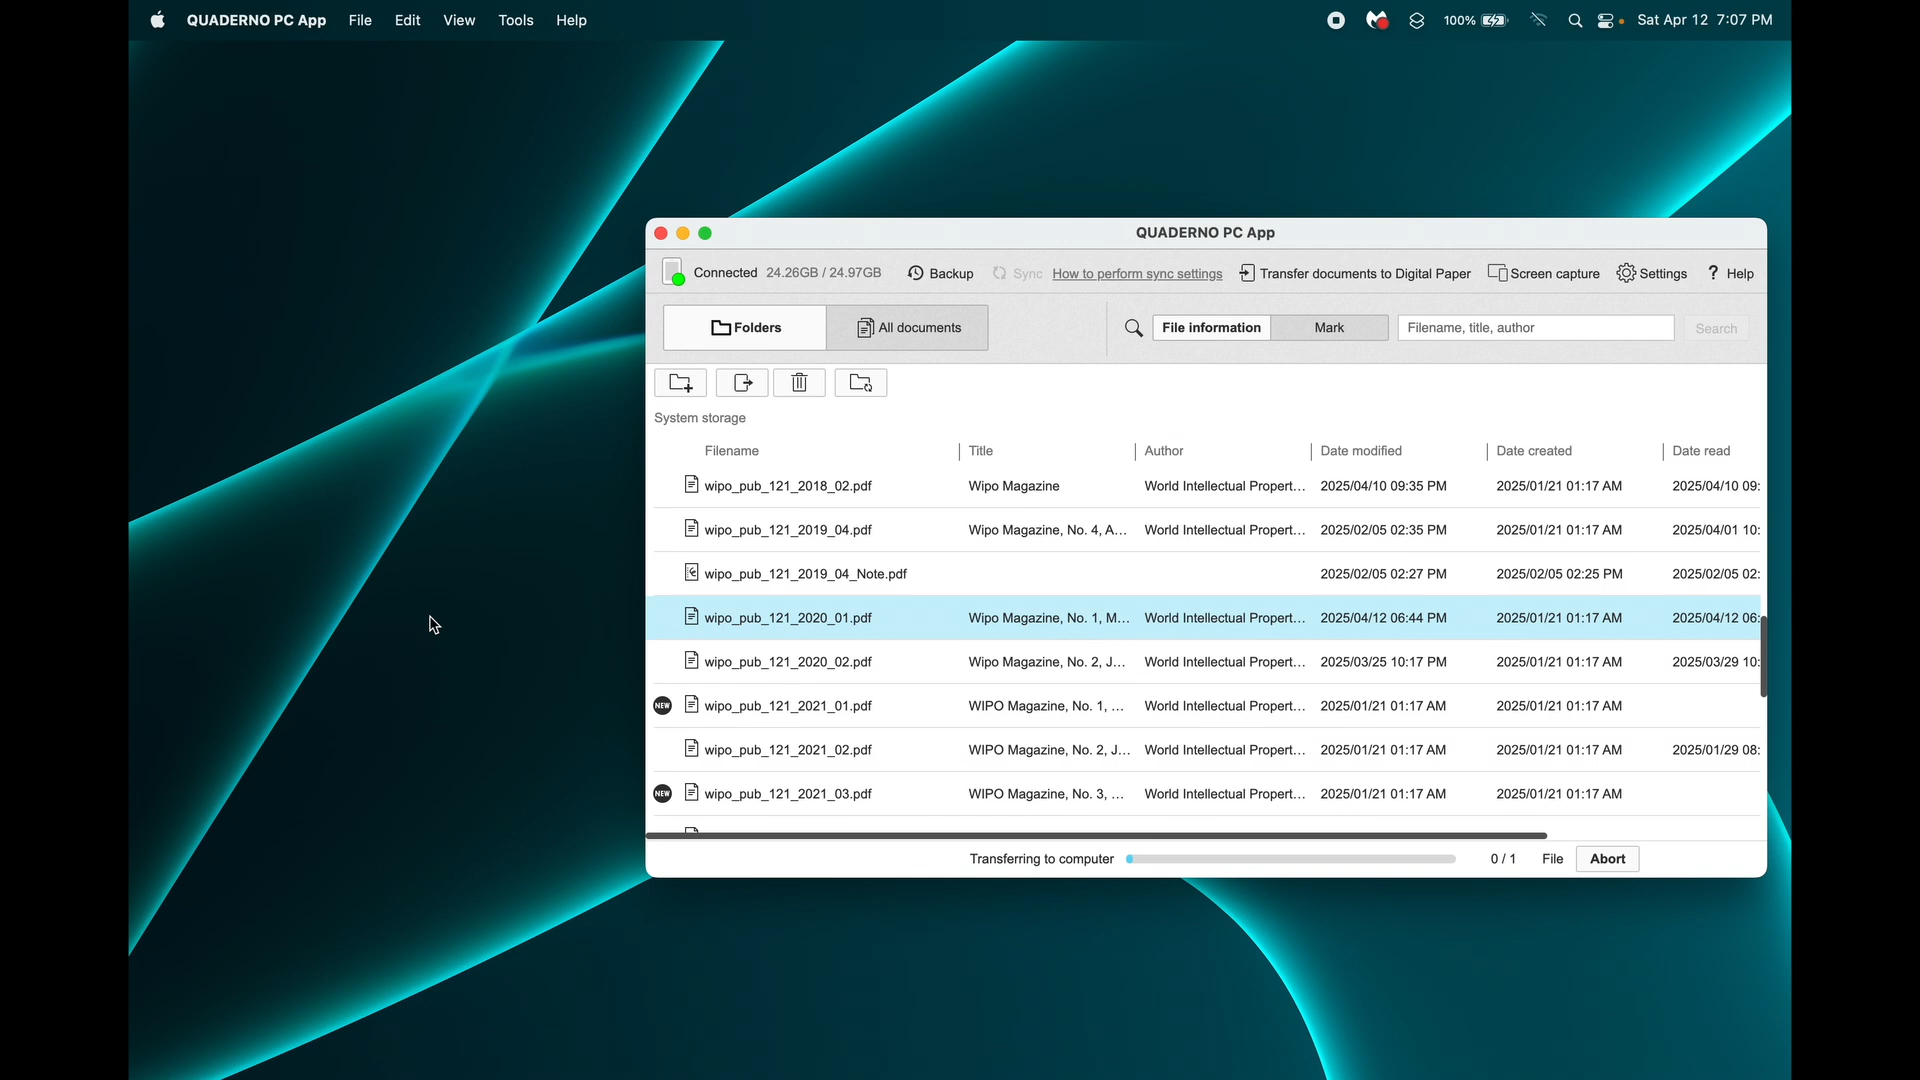 QUADERNO PC App File Edit View Tools Help 100% Sat Apr 12 7:07 PM
QUADERNO PC App
Connected 24.26GB / 24.97GB Backup Sync How to perform sync settings Transfer documents to Digital Paper Screen capture Settings ? Help
Folders All documents File information Mark Filename, title, author Search
System storage
Filename Title Author Date modified Date created Date read
wipo_pub_121_2018_02.pdf Wipo Magazine World Intellectual Propert... 2025/04/10 09:35 PM 2025/01/21 01:17 AM 2025/04/10 09:
wipo_pub_121_2019_04.pdf Wipo Magazine, No. 4, A... World Intellectual Propert... 2025/02/05 02:35 PM 2025/01/21 01:17 AM 2025/04/01 10:
wipo_pub_121_2019_04_Note.pdf 2025/02/05 02:27 PM 2025/02/05 02:25 PM 2025/02/05 02:
wipo_pub_121_2020_01.pdf Wipo Magazine, No. 1, M... World Intellectual Propert... 2025/04/12 06:44 PM 2025/01/21 01:17 AM 2025/04/12 06:
wipo_pub_121_2020_02.pdf Wipo Magazine, No. 2, J... World Intellectual Propert... 2025/03/25 10:17 PM 2025/01/21 01:17 AM 2025/03/29 10:
NEW wipo_pub_121_2021_01.pdf WIPO Magazine, No. 1, ... World Intellectual Propert... 2025/01/21 01:17 AM 2025/01/21 01:17 AM
wipo_pub_121_2021_02.pdf WIPO Magazine, No. 2, J... World Intellectual Propert... 2025/01/21 01:17 AM 2025/01/21 01:17 AM 2025/01/29 08:
NEW wipo_pub_121_2021_03.pdf WIPO Magazine, No. 3, ... World Intellectual Propert... 2025/01/21 01:17 AM 2025/01/21 01:17 AM
Transferring to computer 0 / 1 File Abort